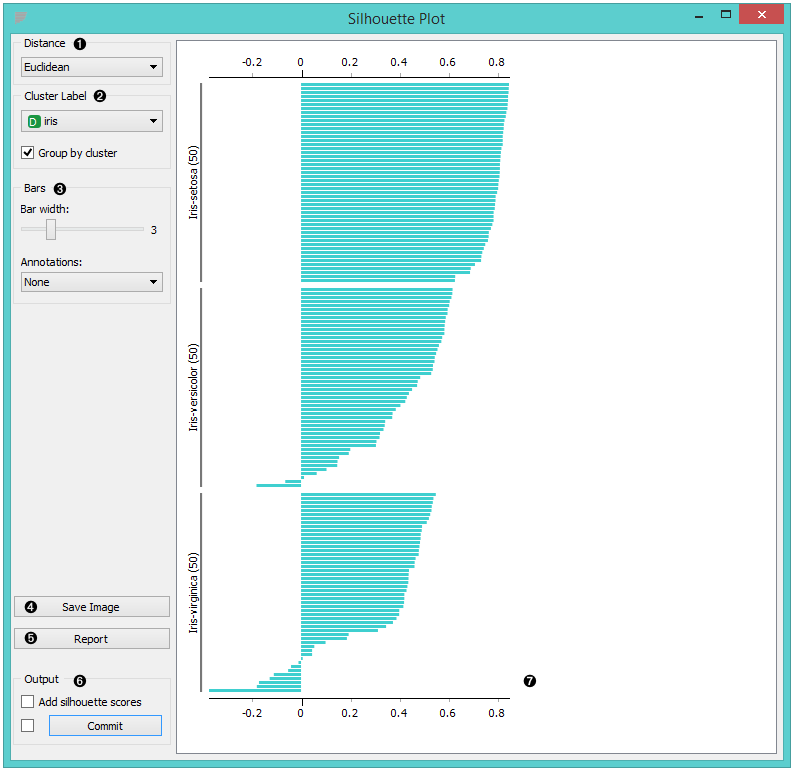 Silhouette Plot
Distance ❶
Euclidean
Cluster Label ❷
D iris
Group by cluster
Bars ❸
Bar width:
3
Annotations:
None
❹ Save Image
❺ Report
Output ❻
Add silhouette scores
Commit
-0.2 0 0.2 0.4 0.6 0.8
Iris-setosa (50)
Iris-versicolor (50)
Iris-virginica (50)
❼
-0.2 0 0.2 0.4 0.6 0.8